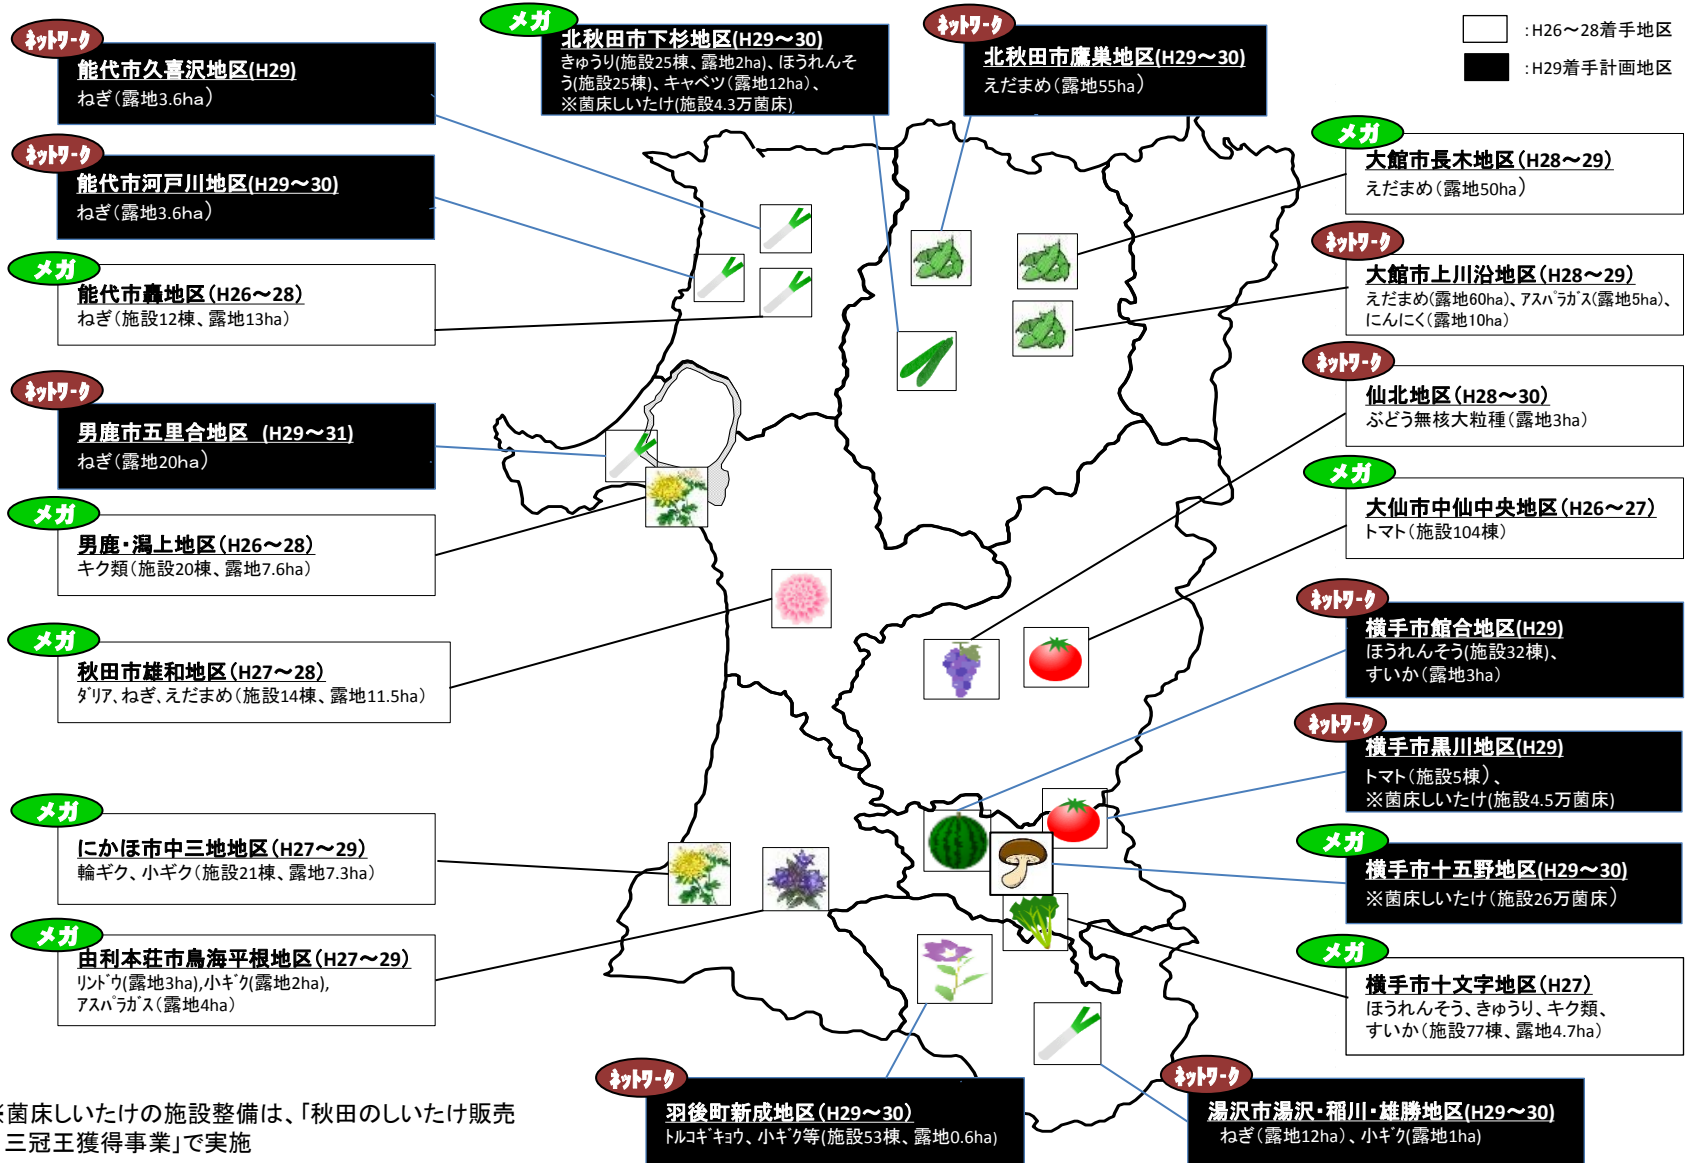 ネットワーク
能代市久喜沢地区(H29)
ねぎ(露地3.6ha)
ネットワーク
能代市河戸川地区(H29～30)
ねぎ(露地3.6ha)
メガ
能代市轟地区(H26～28)
ねぎ(施設12棟、露地13ha)
ネットワーク
男鹿市五里合地区 (H29～31)
ねぎ(露地20ha)
メガ
男鹿・潟上地区(H26～28)
キク類(施設20棟、露地7.6ha)
メガ
秋田市雄和地区(H27～28)
ダリア、ねぎ、えだまめ(施設14棟、露地11.5ha)
メガ
にかほ市中三地地区(H27～29)
輪ギク、小ギク(施設21棟、露地7.3ha)
メガ
由利本荘市鳥海平根地区(H27～29)
リンドウ(露地3ha),小ギク(露地2ha),
アスパラガス(露地4ha)
メガ
北秋田市下杉地区(H29～30)
きゅうり(施設25棟、露地2ha)、ほうれんそ
う(施設25棟)、キャベツ(露地12ha)、
※菌床しいたけ(施設4.3万菌床)
ネットワーク
北秋田市鷹巣地区(H29～30)
えだまめ(露地55ha)
:H26～28着手地区
:H29着手計画地区
メガ
大館市長木地区(H28～29)
えだまめ(露地50ha)
ネットワーク
大館市上川沿地区(H28～29)
えだまめ(露地60ha)、アスパラガス(露地5ha)、
にんにく(露地10ha)
ネットワーク
仙北地区(H28～30)
ぶどう無核大粒種(露地3ha)
メガ
大仙市中仙中央地区(H26～27)
トマト(施設104棟)
ネットワーク
横手市館合地区(H29)
ほうれんそう(施設32棟)、
すいか(露地3ha)
ネットワーク
横手市黒川地区(H29)
トマト(施設5棟)、
※菌床しいたけ(施設4.5万菌床)
メガ
横手市十五野地区(H29～30)
※菌床しいたけ(施設26万菌床)
メガ
横手市十文字地区(H27)
ほうれんそう、きゅうり、キク類、
すいか(施設77棟、露地4.7ha)
ネットワーク
羽後町新成地区(H29～30)
トルコギキョウ、小ギク等(施設53棟、露地0.6ha)
ネットワーク
湯沢市湯沢・稲川・雄勝地区(H29～30)
ねぎ(露地12ha)、小ギク(露地1ha)
※菌床しいたけの施設整備は、「秋田のしいたけ販売
三冠王獲得事業」で実施